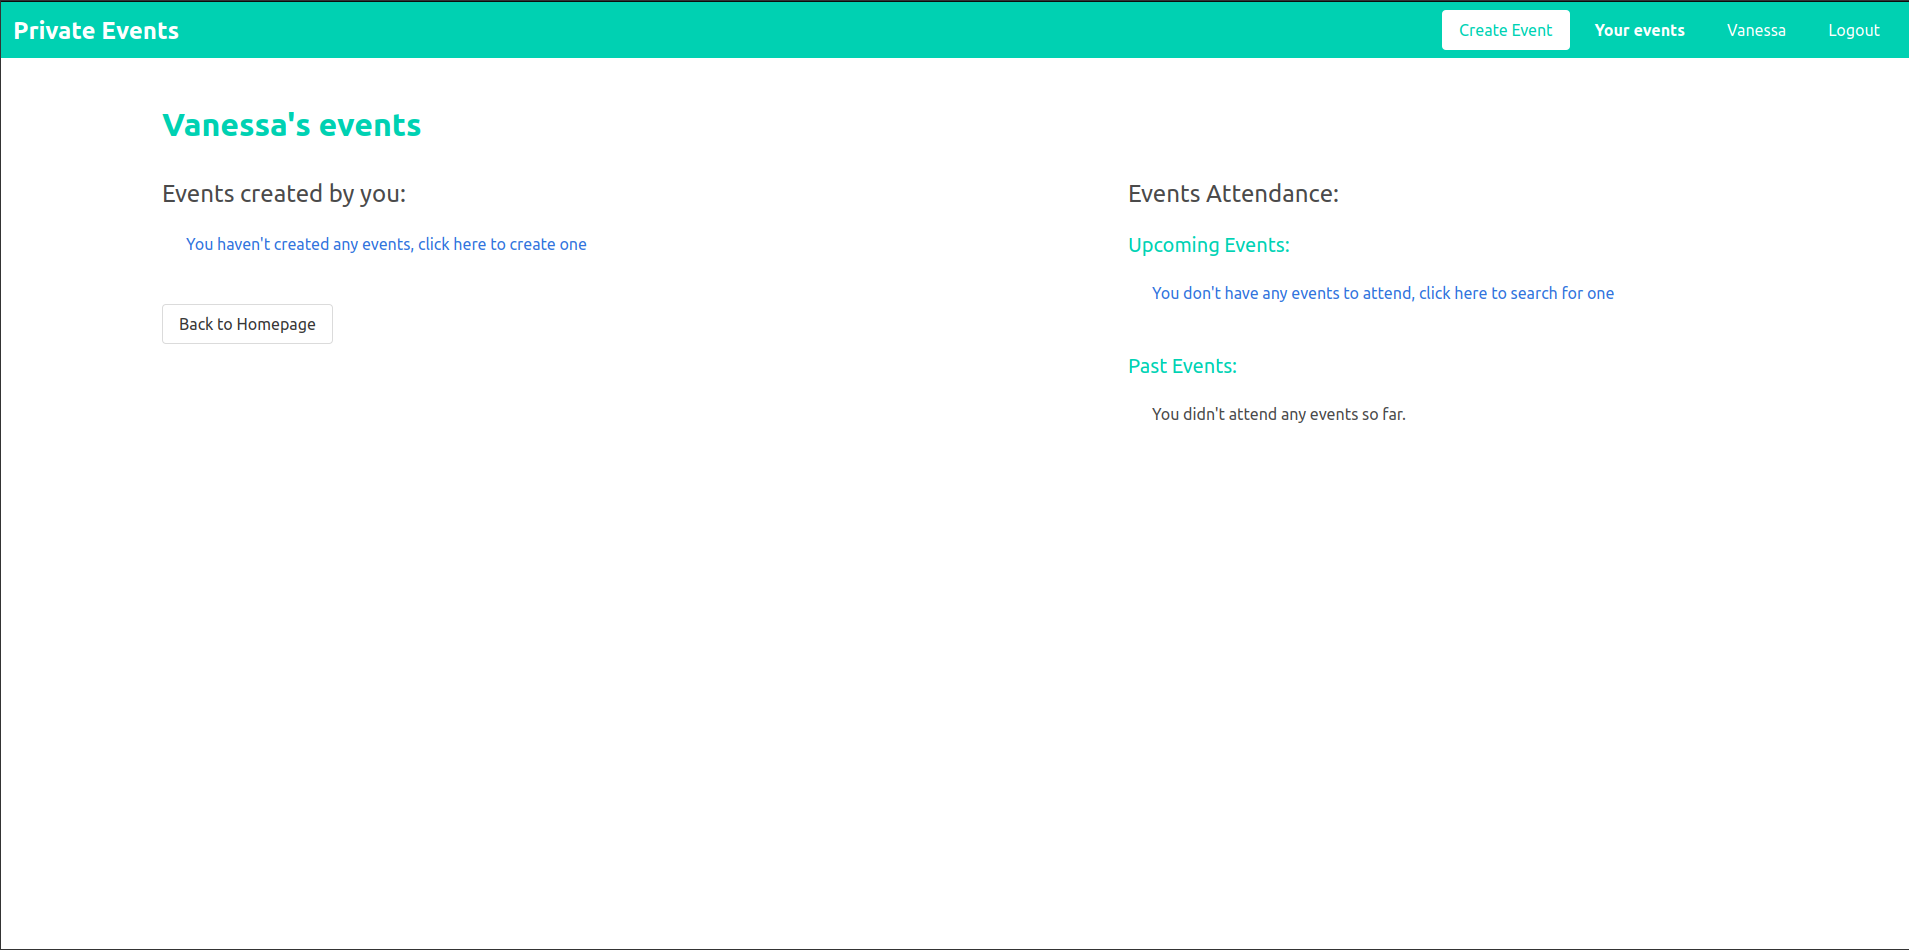 Private Events
Create Event
Your events
Vanessa
Logout
Vanessa's events
Events created by you:
You haven't created any events, click here to create one
Back to Homepage
Events Attendance:
Upcoming Events:
You don't have any events to attend, click here to search for one
Past Events:
You didn't attend any events so far.